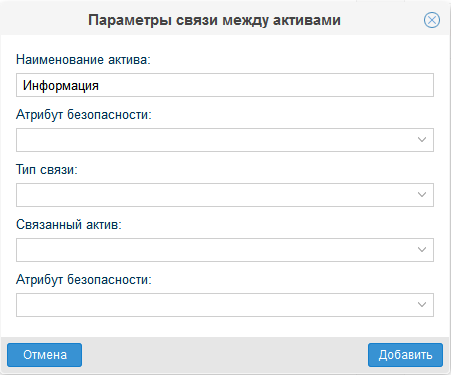 Параметры связи между активами
Наименование актива:
Информация
Атрибут безопасности:
Тип связи:
Связанный актив:
Атрибут безопасности:
Отмена
Добавить